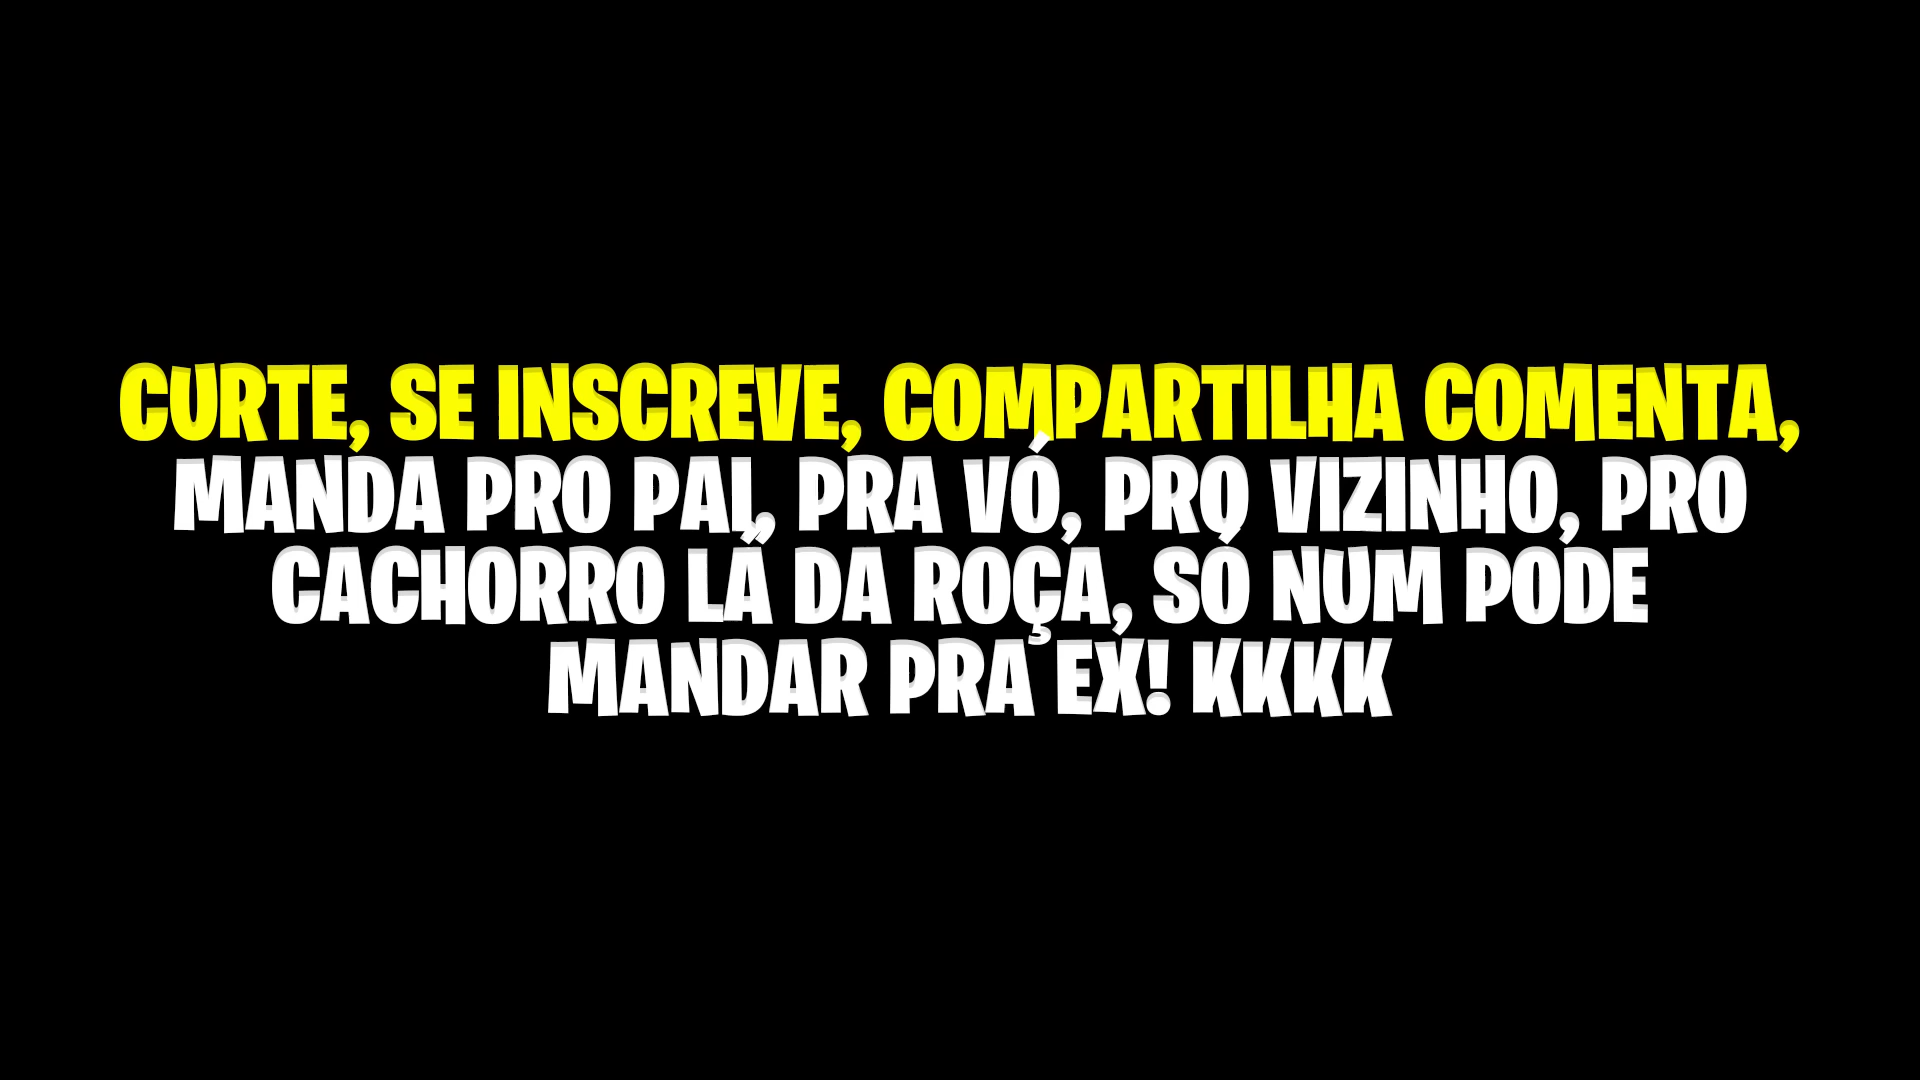 CURTE, SE INSCREVE, COMPARTILHA COMENTA,
MANDA PRO PAI, PRA VÓ, PRO VIZINHO, PRO
CACHORRO LÁ DA ROÇA, SÓ NUM PODE
MANDAR PRA EX! KKKK